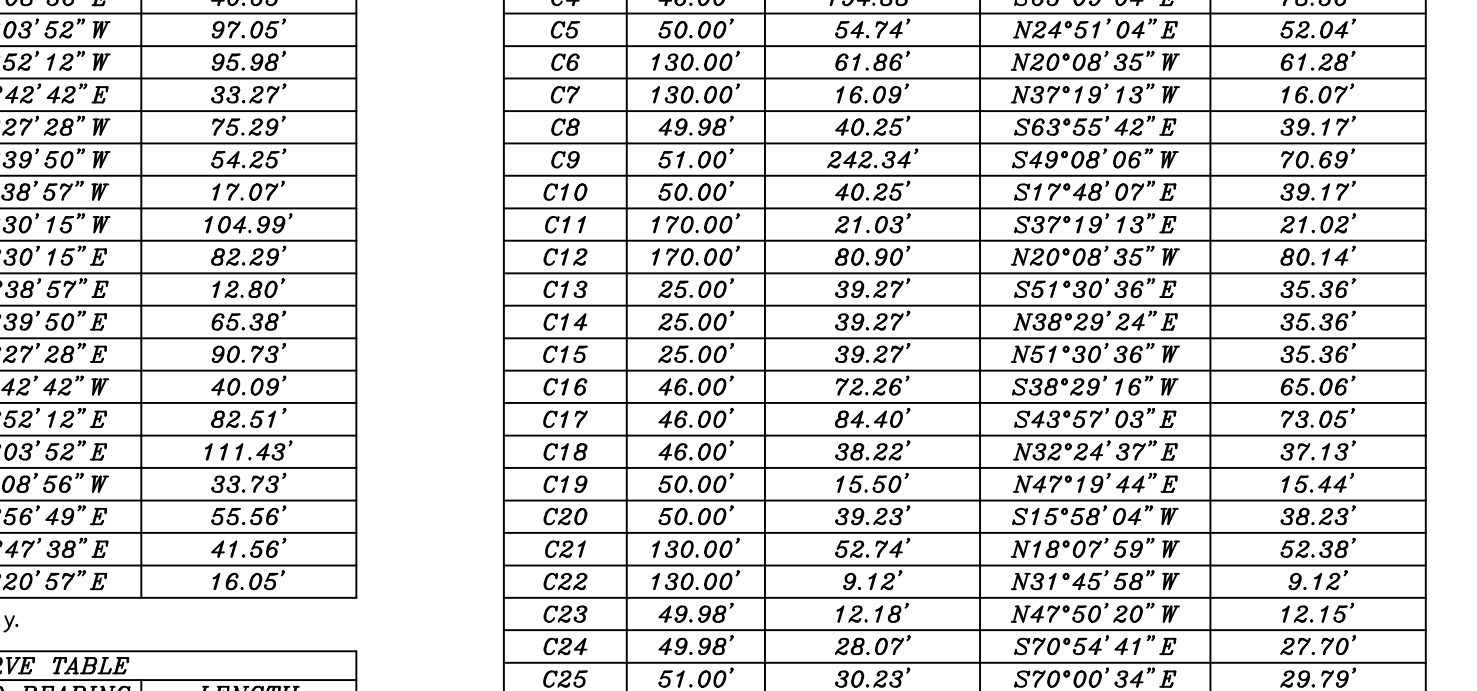 03'52" W 97.05'
52'12" W 95.98'
42'42" E 33.27'
27'28" W 75.29'
39'50" W 54.25'
38'57" W 17.07'
30'15" W 104.99'
30'15" E 82.29'
38'57" E 12.80'
39'50" E 65.38'
27'28" E 90.73'
42'42" W 40.09'
52'12" E 82.51'
03'52" E 111.43'
08'56" W 33.73'
56'49" E 55.56'
47'38" E 41.56'
20'57" E 16.05'
y.
VE TABLE
BEARING LENGTH
C5 50.00' 54.74' N24°51'04" E 52.04'
C6 130.00' 61.86' N20°08'35" W 61.28'
C7 130.00' 16.09' N37°19'13" W 16.07'
C8 49.98' 40.25' S63°55'42" E 39.17'
C9 51.00' 242.34' S49°08'06" W 70.69'
C10 50.00' 40.25' S17°48'07" E 39.17'
C11 170.00' 21.03' S37°19'13" E 21.02'
C12 170.00' 80.90' N20°08'35" W 80.14'
C13 25.00' 39.27' S51°30'36" E 35.36'
C14 25.00' 39.27' N38°29'24" E 35.36'
C15 25.00' 39.27' N51°30'36" W 35.36'
C16 46.00' 72.26' S38°29'16" W 65.06'
C17 46.00' 84.40' S43°57'03" E 73.05'
C18 46.00' 38.22' N32°24'37" E 37.13'
C19 50.00' 15.50' N47°19'44" E 15.44'
C20 50.00' 39.23' S15°58'04" W 38.23'
C21 130.00' 52.74' N18°07'59" W 52.38'
C22 130.00' 9.12' N31°45'58" W 9.12'
C23 49.98' 12.18' N47°50'20" W 12.15'
C24 49.98' 28.07' S70°54'41" E 27.70'
C25 51.00' 30.23' S70°00'34" E 29.79'